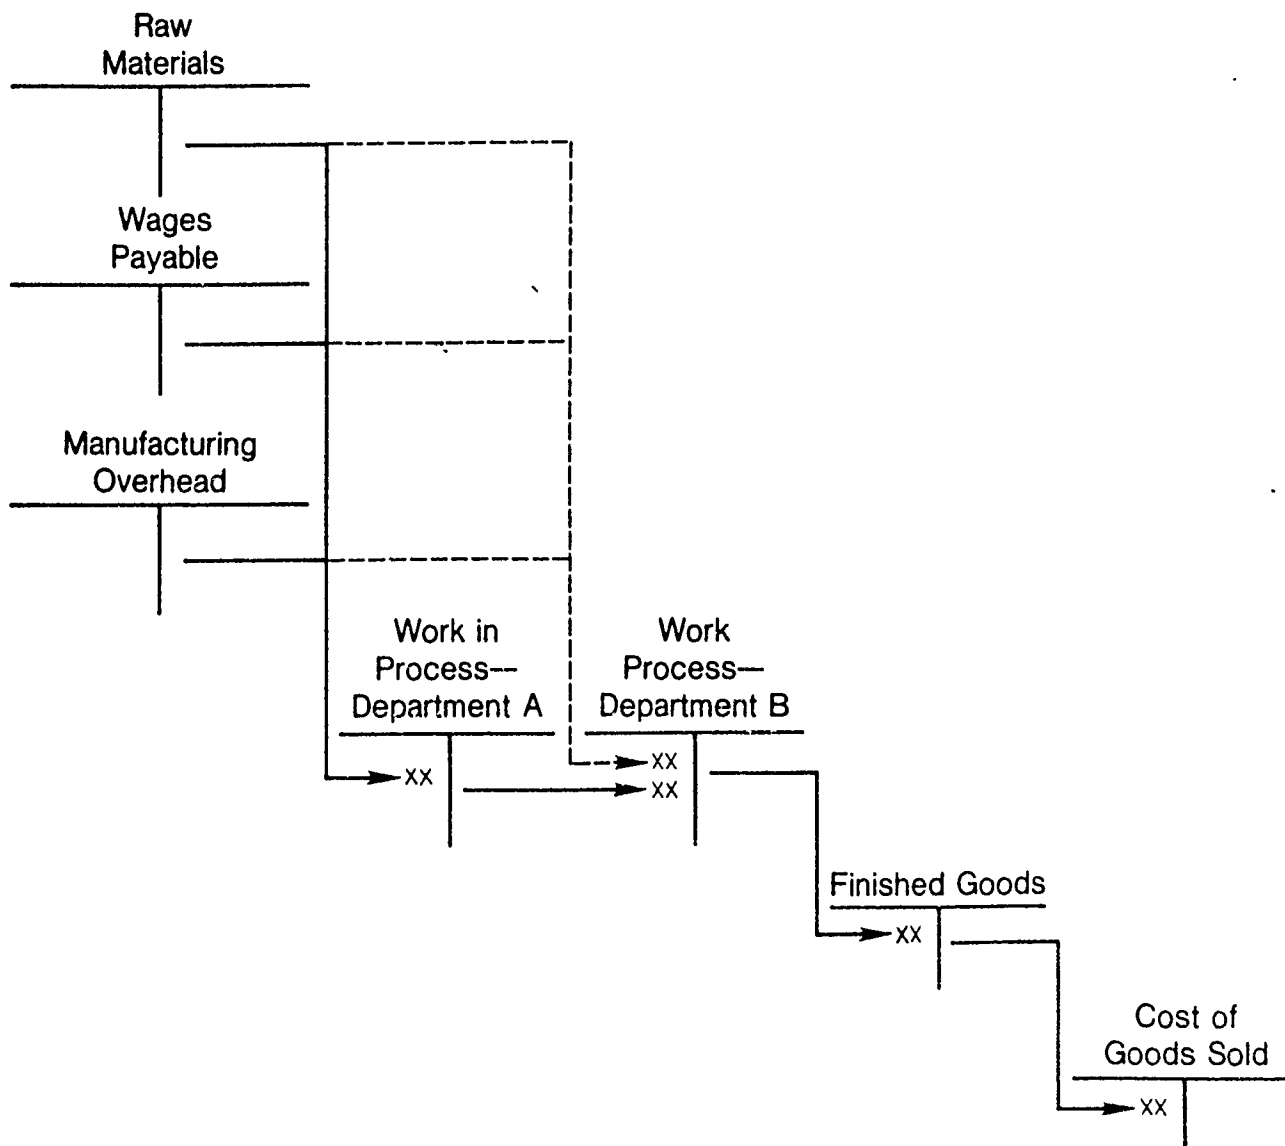 Raw
Materials
Wages
Payable
Manufacturing
Overhead
Work in
Process--
Department A
Work
Process—
Department B
XX
XX
XX
Finished Goods
XX
Cost of
Goods Sold
XX